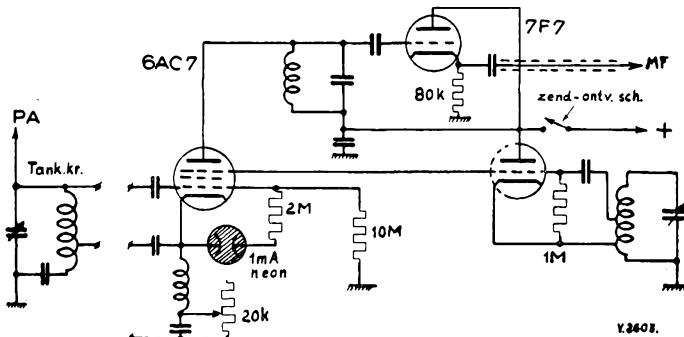 7F7
6AC7
80k
MF
zend-ontv. sch.
PA
+
Tank.kr.
2M
10M
1M
1mA
neon
20k
V.3603.